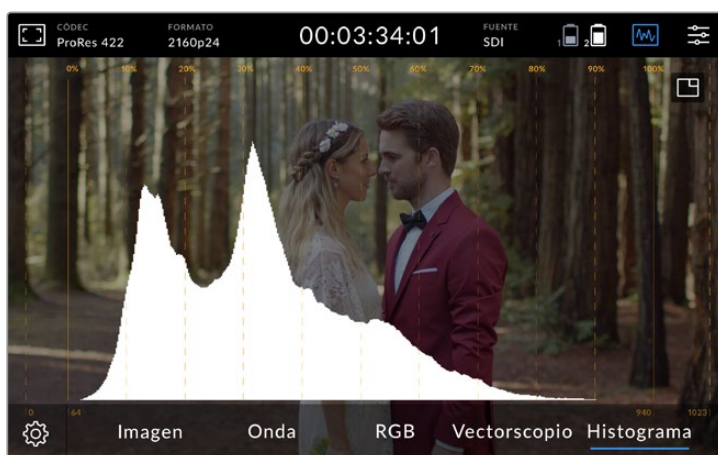 CÓDEC FORMATO FUENTE
ProRes 422 2160p24 00:03:34:01 SDI 1 2
0% 10% 20% 30% 40% 50% 60% 70% 80% 90% 100%
0 64 940 1023
Imagen Onda RGB Vectorscopio Histograma